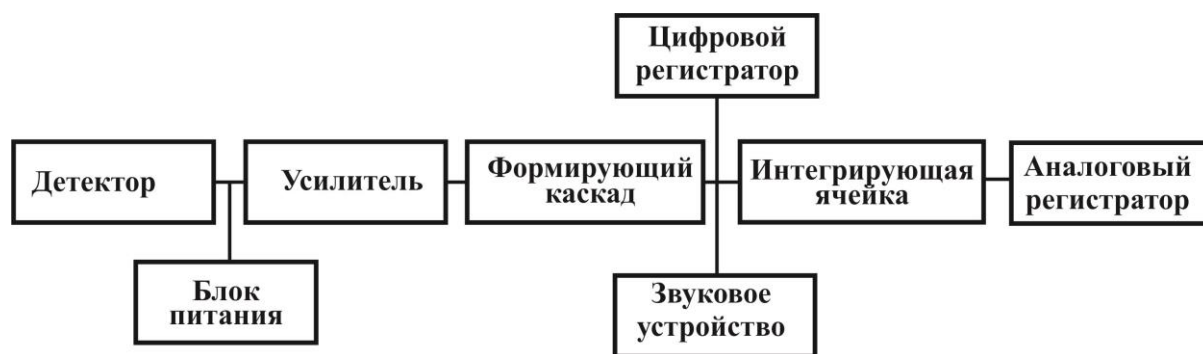 Цифровой
регистратор
Детектор
Усилитель
Формирующий
каскад
Интегрирующая
ячейка
Аналоговый
регистратор
Блок
питания
Звуковое
устройство